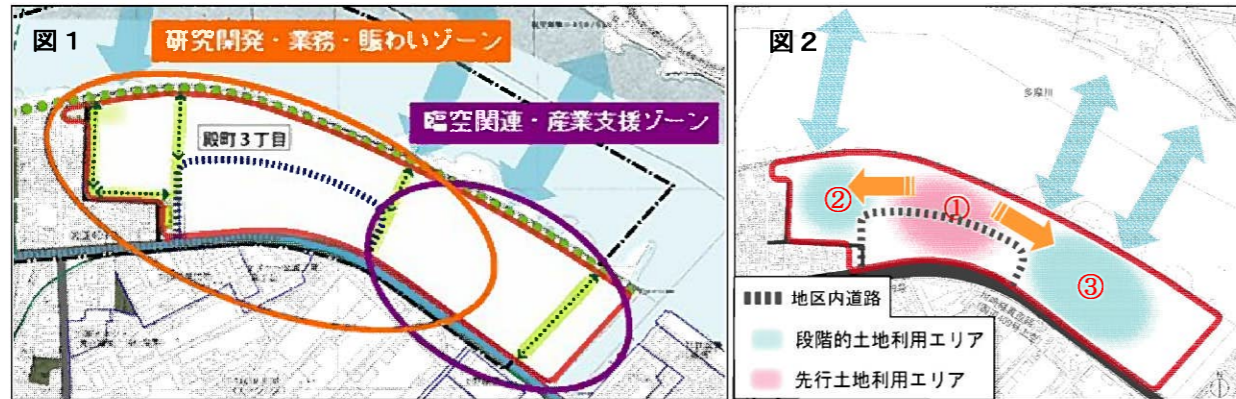 図1
研究開発・業務・賑わいゾーン
臨空関連・産業支援ゾーン
殿町3丁目
図2
多摩川
②
①
③
地区内道路
段階的土地利用エリア
先行土地利用エリア